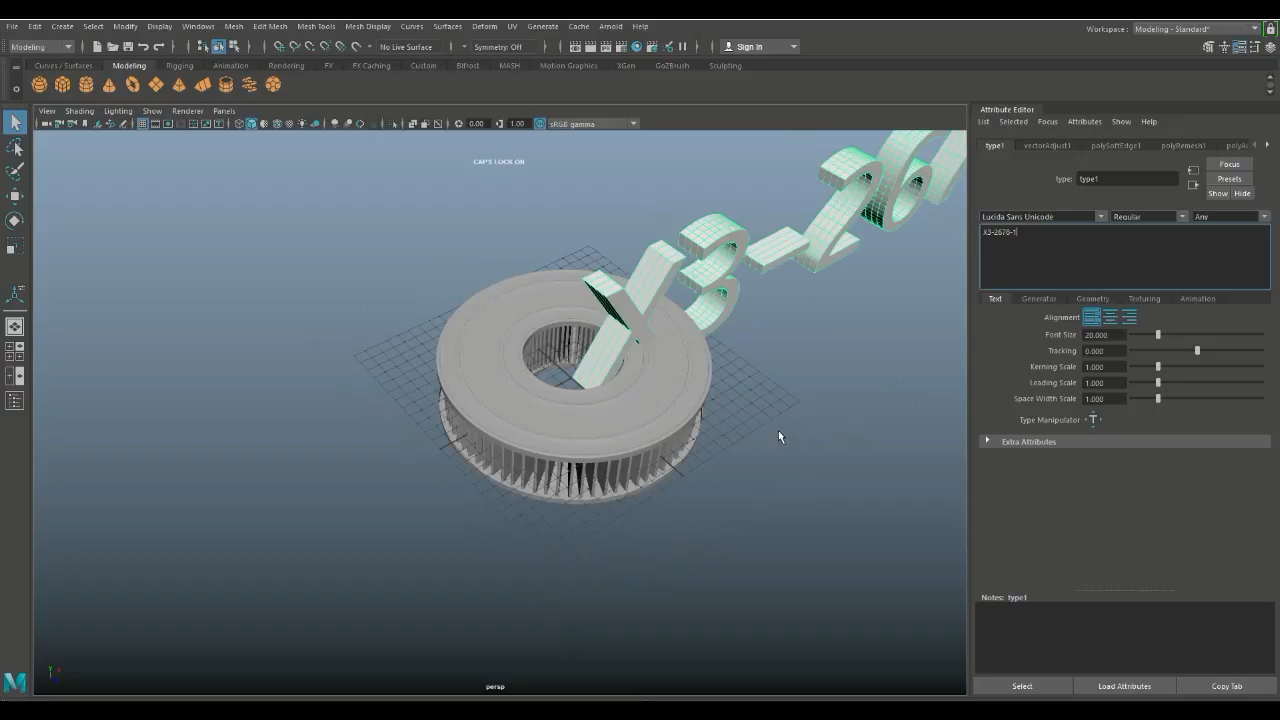 File Edit Create Select Modify Display Windows Mesh Edit Mesh Mesh Tools Mesh Display Curves Surfaces Deform UV Generate Cache Arnold Help
Workspace: Modeling - Standard*
Modeling No Live Surface Symmetry: Off Sign In
Curves / Surfaces Modeling Rigging Animation Rendering FX FX Caching Custom Bifrost MASH Motion Graphics XGen GoZBrush Sculpting
View Shading Lighting Show Renderer Panels
0.00 1.00 sRGB gamma
CAPS LOCK ON
X3-26
persp
Attribute Editor
List Selected Focus Attributes Show Help
type1 vectorAdjust1 polySoftEdge1 polyRemesh1
type: type1
Focus
Presets
Show Hide
Lucida Sans Unicode Regular Any
X3-2678-1
Text Generator Geometry Texturing Animation
Alignment
Font Size 20.000
Tracking 0.000
Kerning Scale 1.000
Leading Scale 1.000
Space Width Scale 1.000
Type Manipulator T
Extra Attributes
Notes: type1
Select Load Attributes Copy Tab